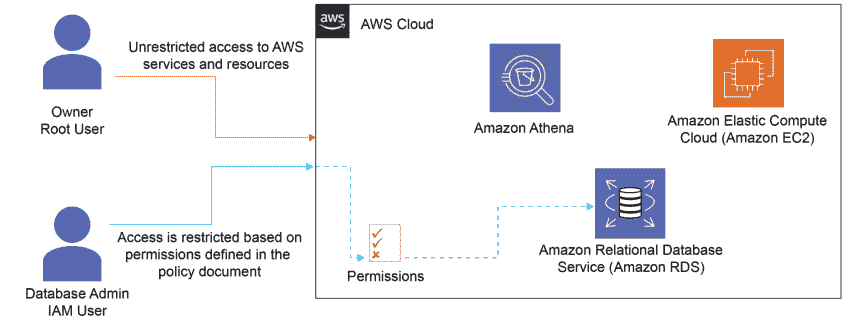 aws
AWS Cloud
Unrestricted access to AWS
services and resources
Owner
Root User
Amazon Athena
Amazon Elastic Compute
Cloud (Amazon EC2)
Access is restricted based on
permissions defined in the
policy document
Permissions
Amazon Relational Database
Service (Amazon RDS)
Database Admin
IAM User